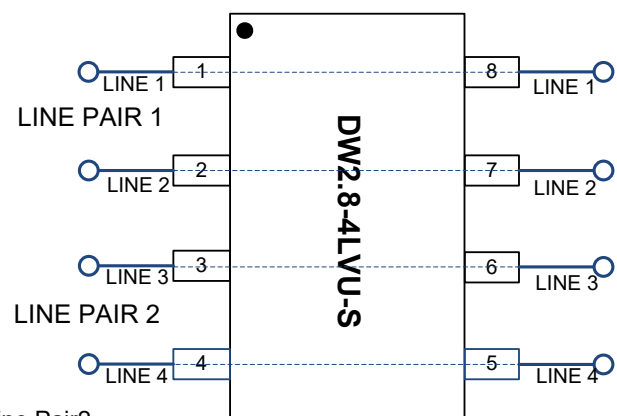 1
8
LINE 1
LINE 1
LINE PAIR 1
DW2.8-4LVU-S
2
7
LINE 2
LINE 2
3
6
LINE 3
LINE 3
LINE PAIR 2
4
5
LINE 4
LINE 4